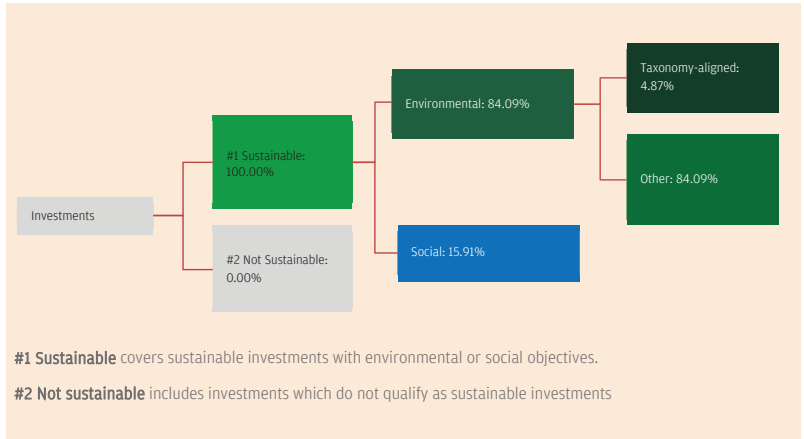 Investments
#1 Sustainable:
100.00%
#2 Not Sustainable:
0.00%
Environmental: 84.09%
Social: 15.91%
Taxonomy-aligned:
4.87%
Other: 84.09%
#1 Sustainable covers sustainable investments with environmental or social objectives.
#2 Not sustainable includes investments which do not qualify as sustainable investments